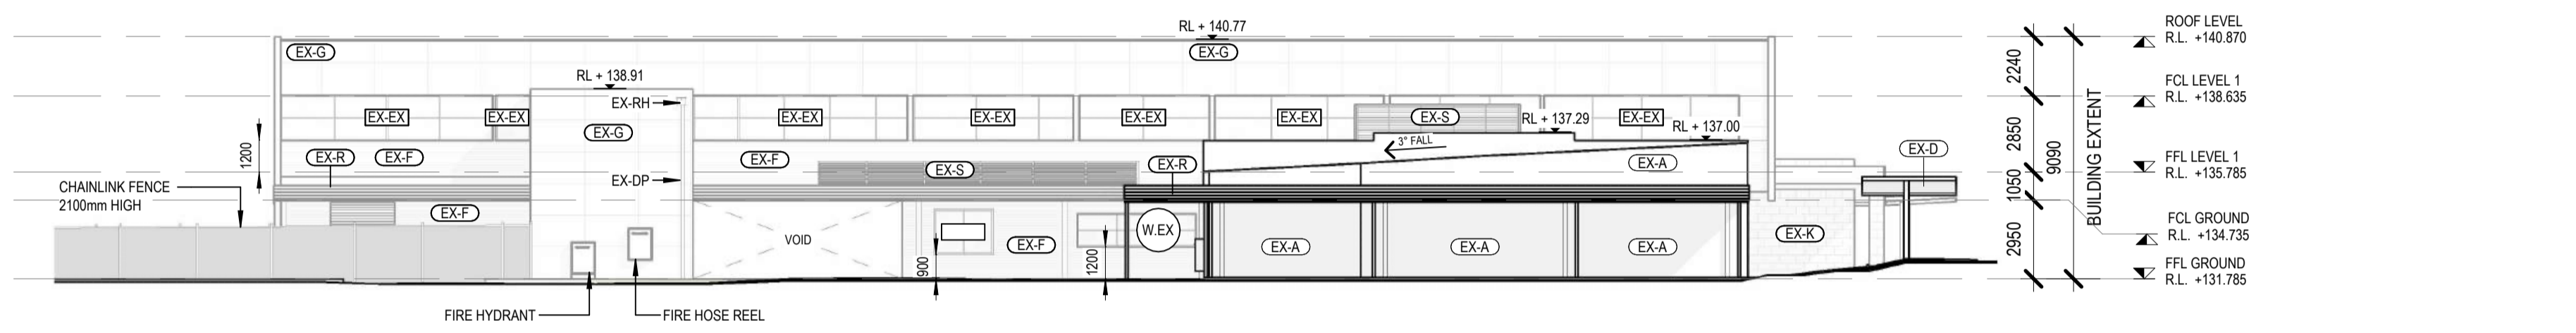 RL + 140.77
ROOF LEVEL
R.L. +140.870
EX-G
EX-G
2240
RL + 138.91
FCL LEVEL 1
R.L. +138.635
EX-RH
EX-EX
EX-EX
EX-G
EX-EX
EX-EX
EX-EX
EX-EX
EX-S
RL + 137.29
EX-EX
RL + 137.00
2850
9090
BUILDING EXTENT
1200
EX-R
EX-F
EX-F
EX-S
EX-R
3° FALL
EX-A
EX-D
FFL LEVEL 1
R.L. +135.785
EX-DP
CHAINLINK FENCE
2100mm HIGH
1050
EX-F
VOID
EX-F
W.EX
EX-A
EX-A
EX-A
EX-K
FCL GROUND
R.L. +134.735
900
1200
2950
FFL GROUND
R.L. +131.785
FIRE HYDRANT
FIRE HOSE REEL